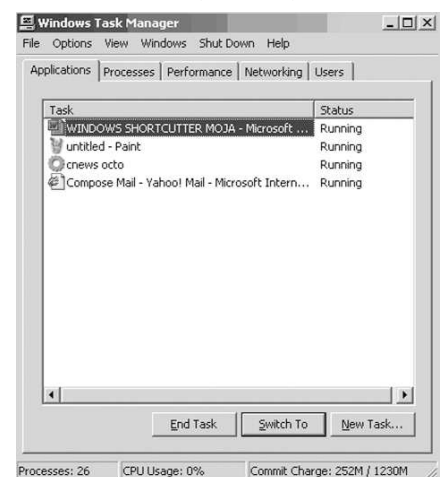 Windows Task Manager
File Options View Windows Shut Down Help
Applications Processes Performance Networking Users
Task Status
WINDOWS SHORTCUTTER MOJA - Microsoft ... Running
untitled - Paint Running
cnews octo Running
Compose Mail - Yahoo! Mail - Microsoft Intern... Running
End Task Switch To New Task...
Processes: 26 CPU Usage: 0% Commit Charge: 252M / 1230M